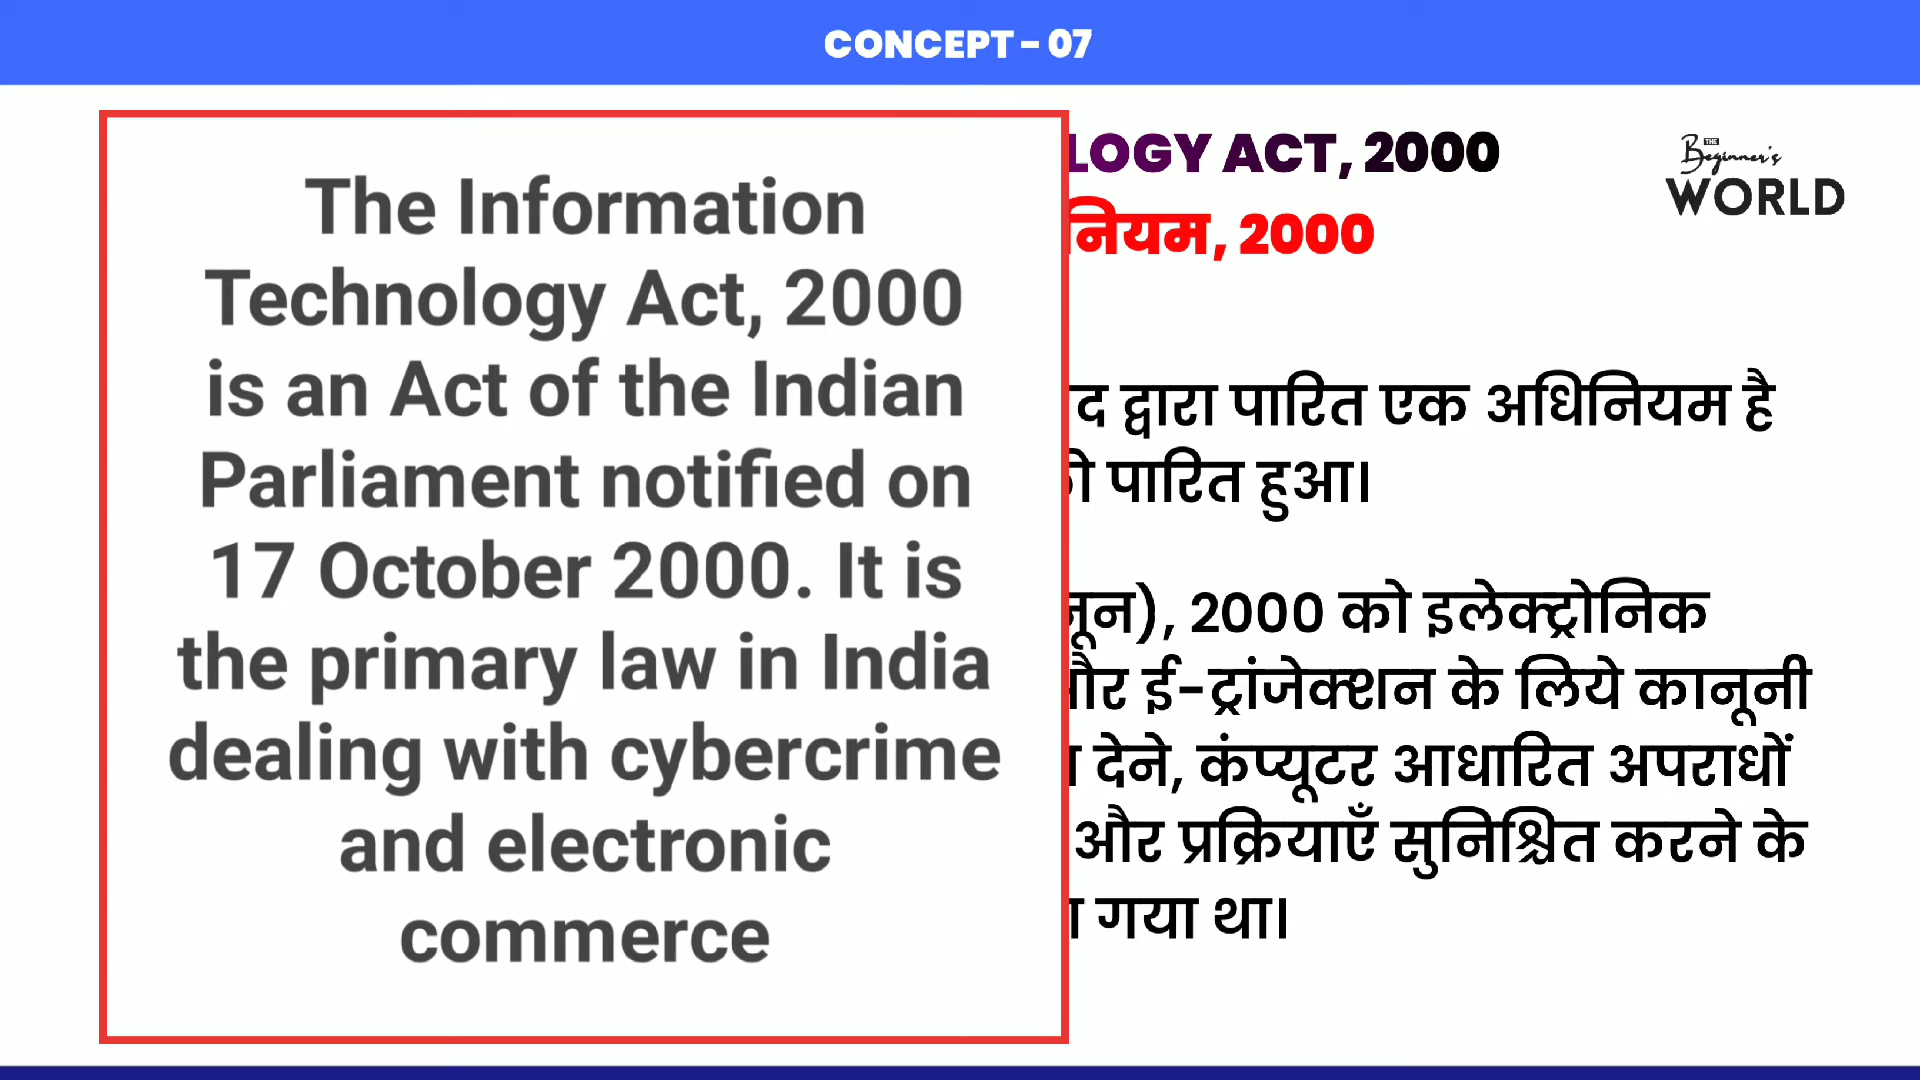 CONCEPT - 07
The Information
Technology Act, 2000
is an Act of the Indian
Parliament notified on
17 October 2000. It is
the primary law in India
dealing with cybercrime
and electronic
commerce
ACT, 2000
2000
THE
Beginner's
WORLD
द्वारा पारित एक अधिनियम है
पारित हुआ।
2000 को इलेक्ट्रोनिक
ई-ट्रांजेक्शन के लिये कानूनी
देने, कंप्यूटर आधारित अपराधों
और प्रक्रियाएँ सुनिश्चित करने के
गया था।